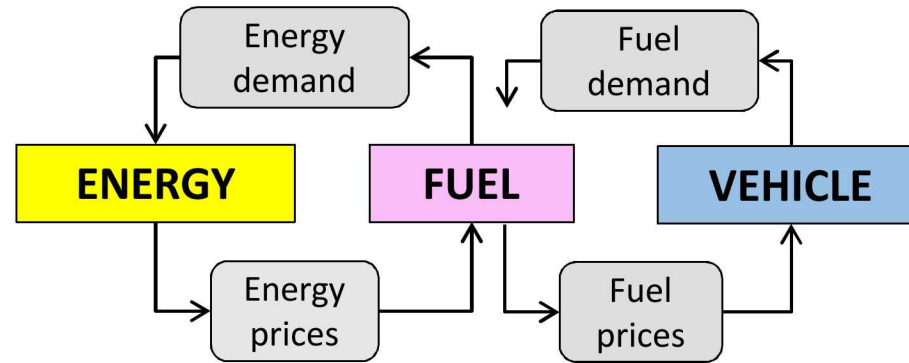 Energy
demand
Fuel
demand
ENERGY
FUEL
VEHICLE
Energy
prices
Fuel
prices